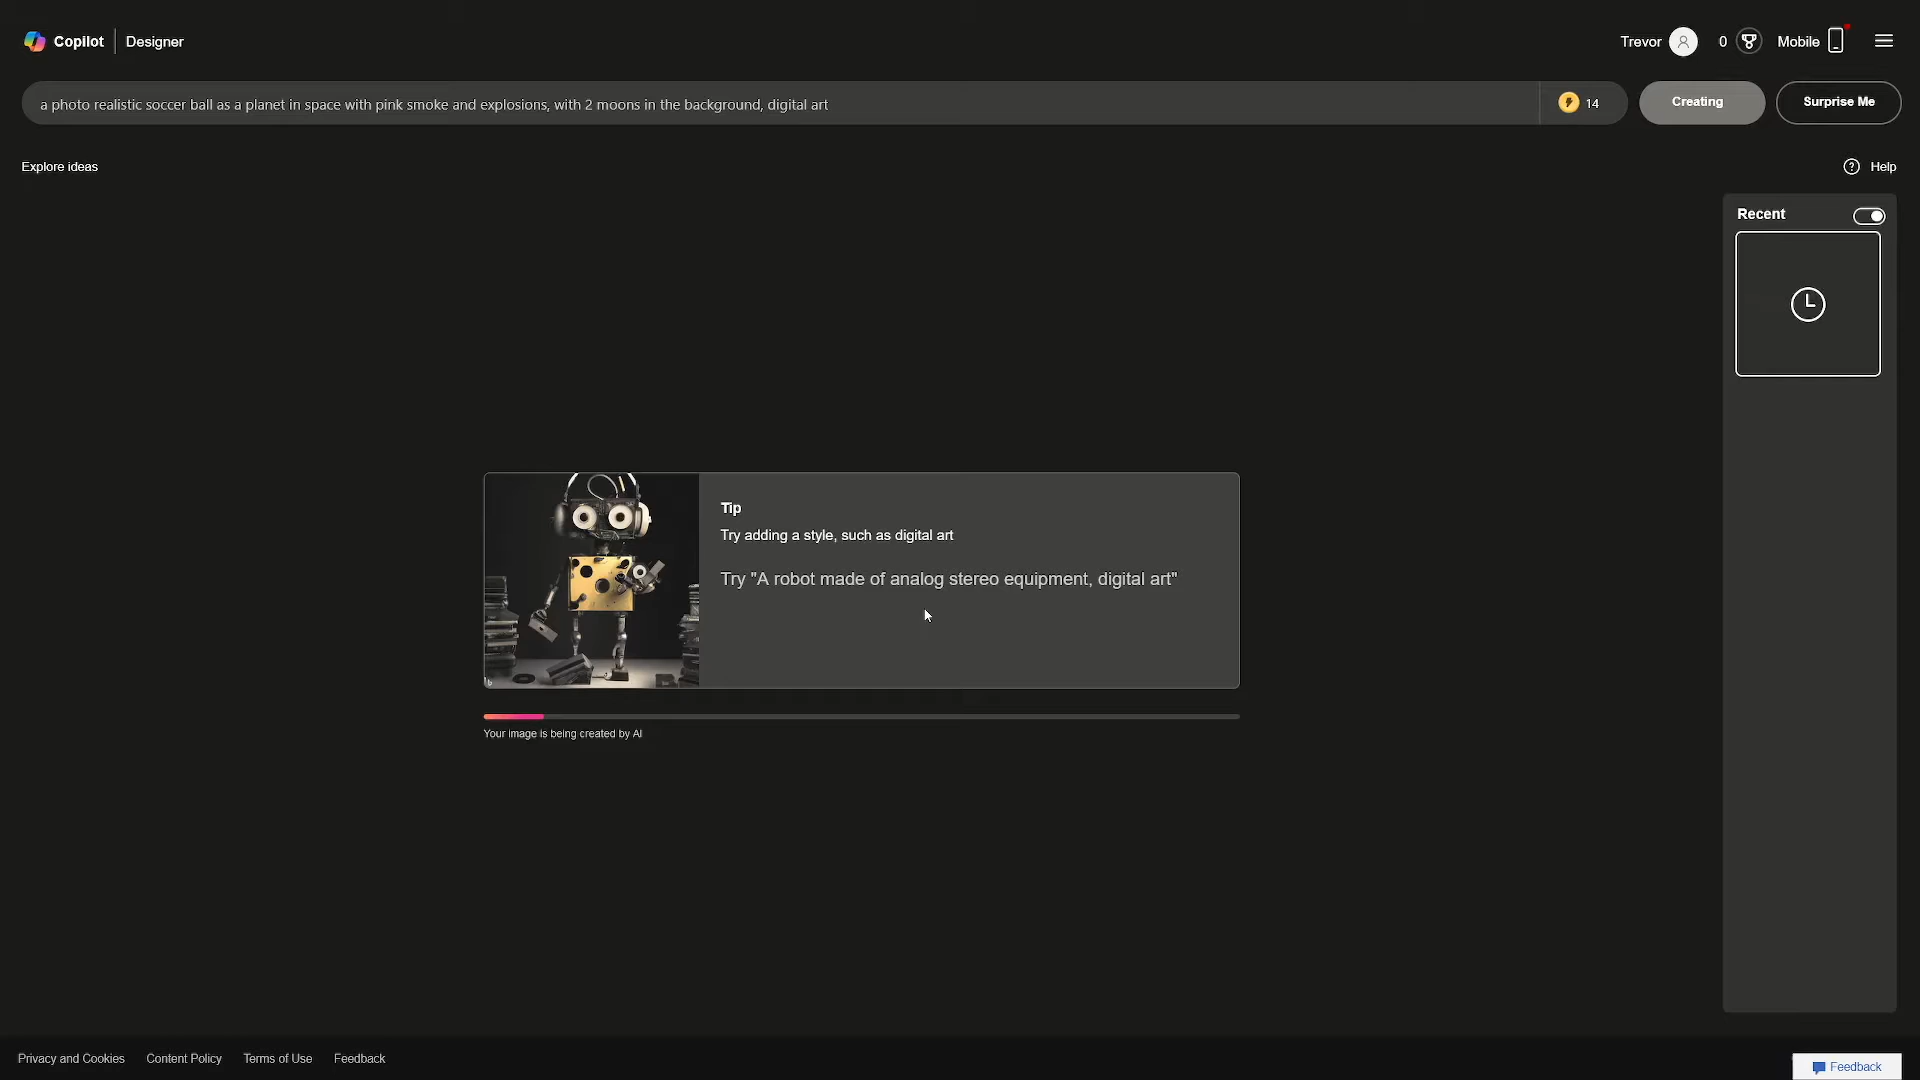 Copilot
Designer
Trevor
0
Mobile
a photo realistic soccer ball as a planet in space with pink smoke and explosions, with 2 moons in the background, digital art
14
Creating
Surprise Me
Explore ideas
Help
Recent
Tip
Try adding a style, such as digital art
Try "A robot made of analog stereo equipment, digital art"
Your image is being created by AI
Privacy and Cookies
Content Policy
Terms of Use
Feedback
Feedback